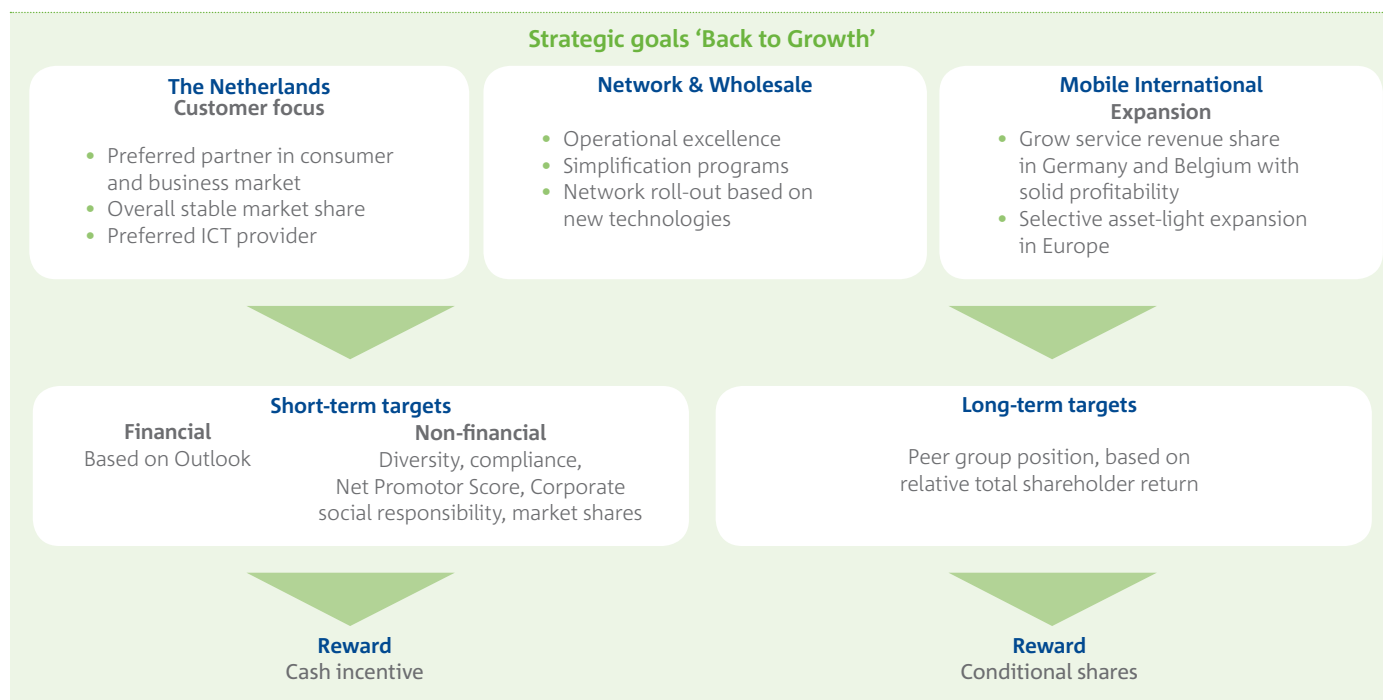 Strategic goals ‘Back to Growth’
The Netherlands
Customer focus
• Preferred partner in consumer
and business market
• Overall stable market share
• Preferred ICT provider
Network & Wholesale
• Operational excellence
• Simplification programs
• Network roll-out based on
new technologies
Mobile International
Expansion
• Grow service revenue share
in Germany and Belgium with
solid profitability
• Selective asset-light expansion
in Europe
Short-term targets
Financial
Based on Outlook
Non-financial
Diversity, compliance,
Net Promotor Score, Corporate
social responsibility, market shares
Long-term targets
Peer group position, based on
relative total shareholder return
Reward
Cash incentive
Reward
Conditional shares